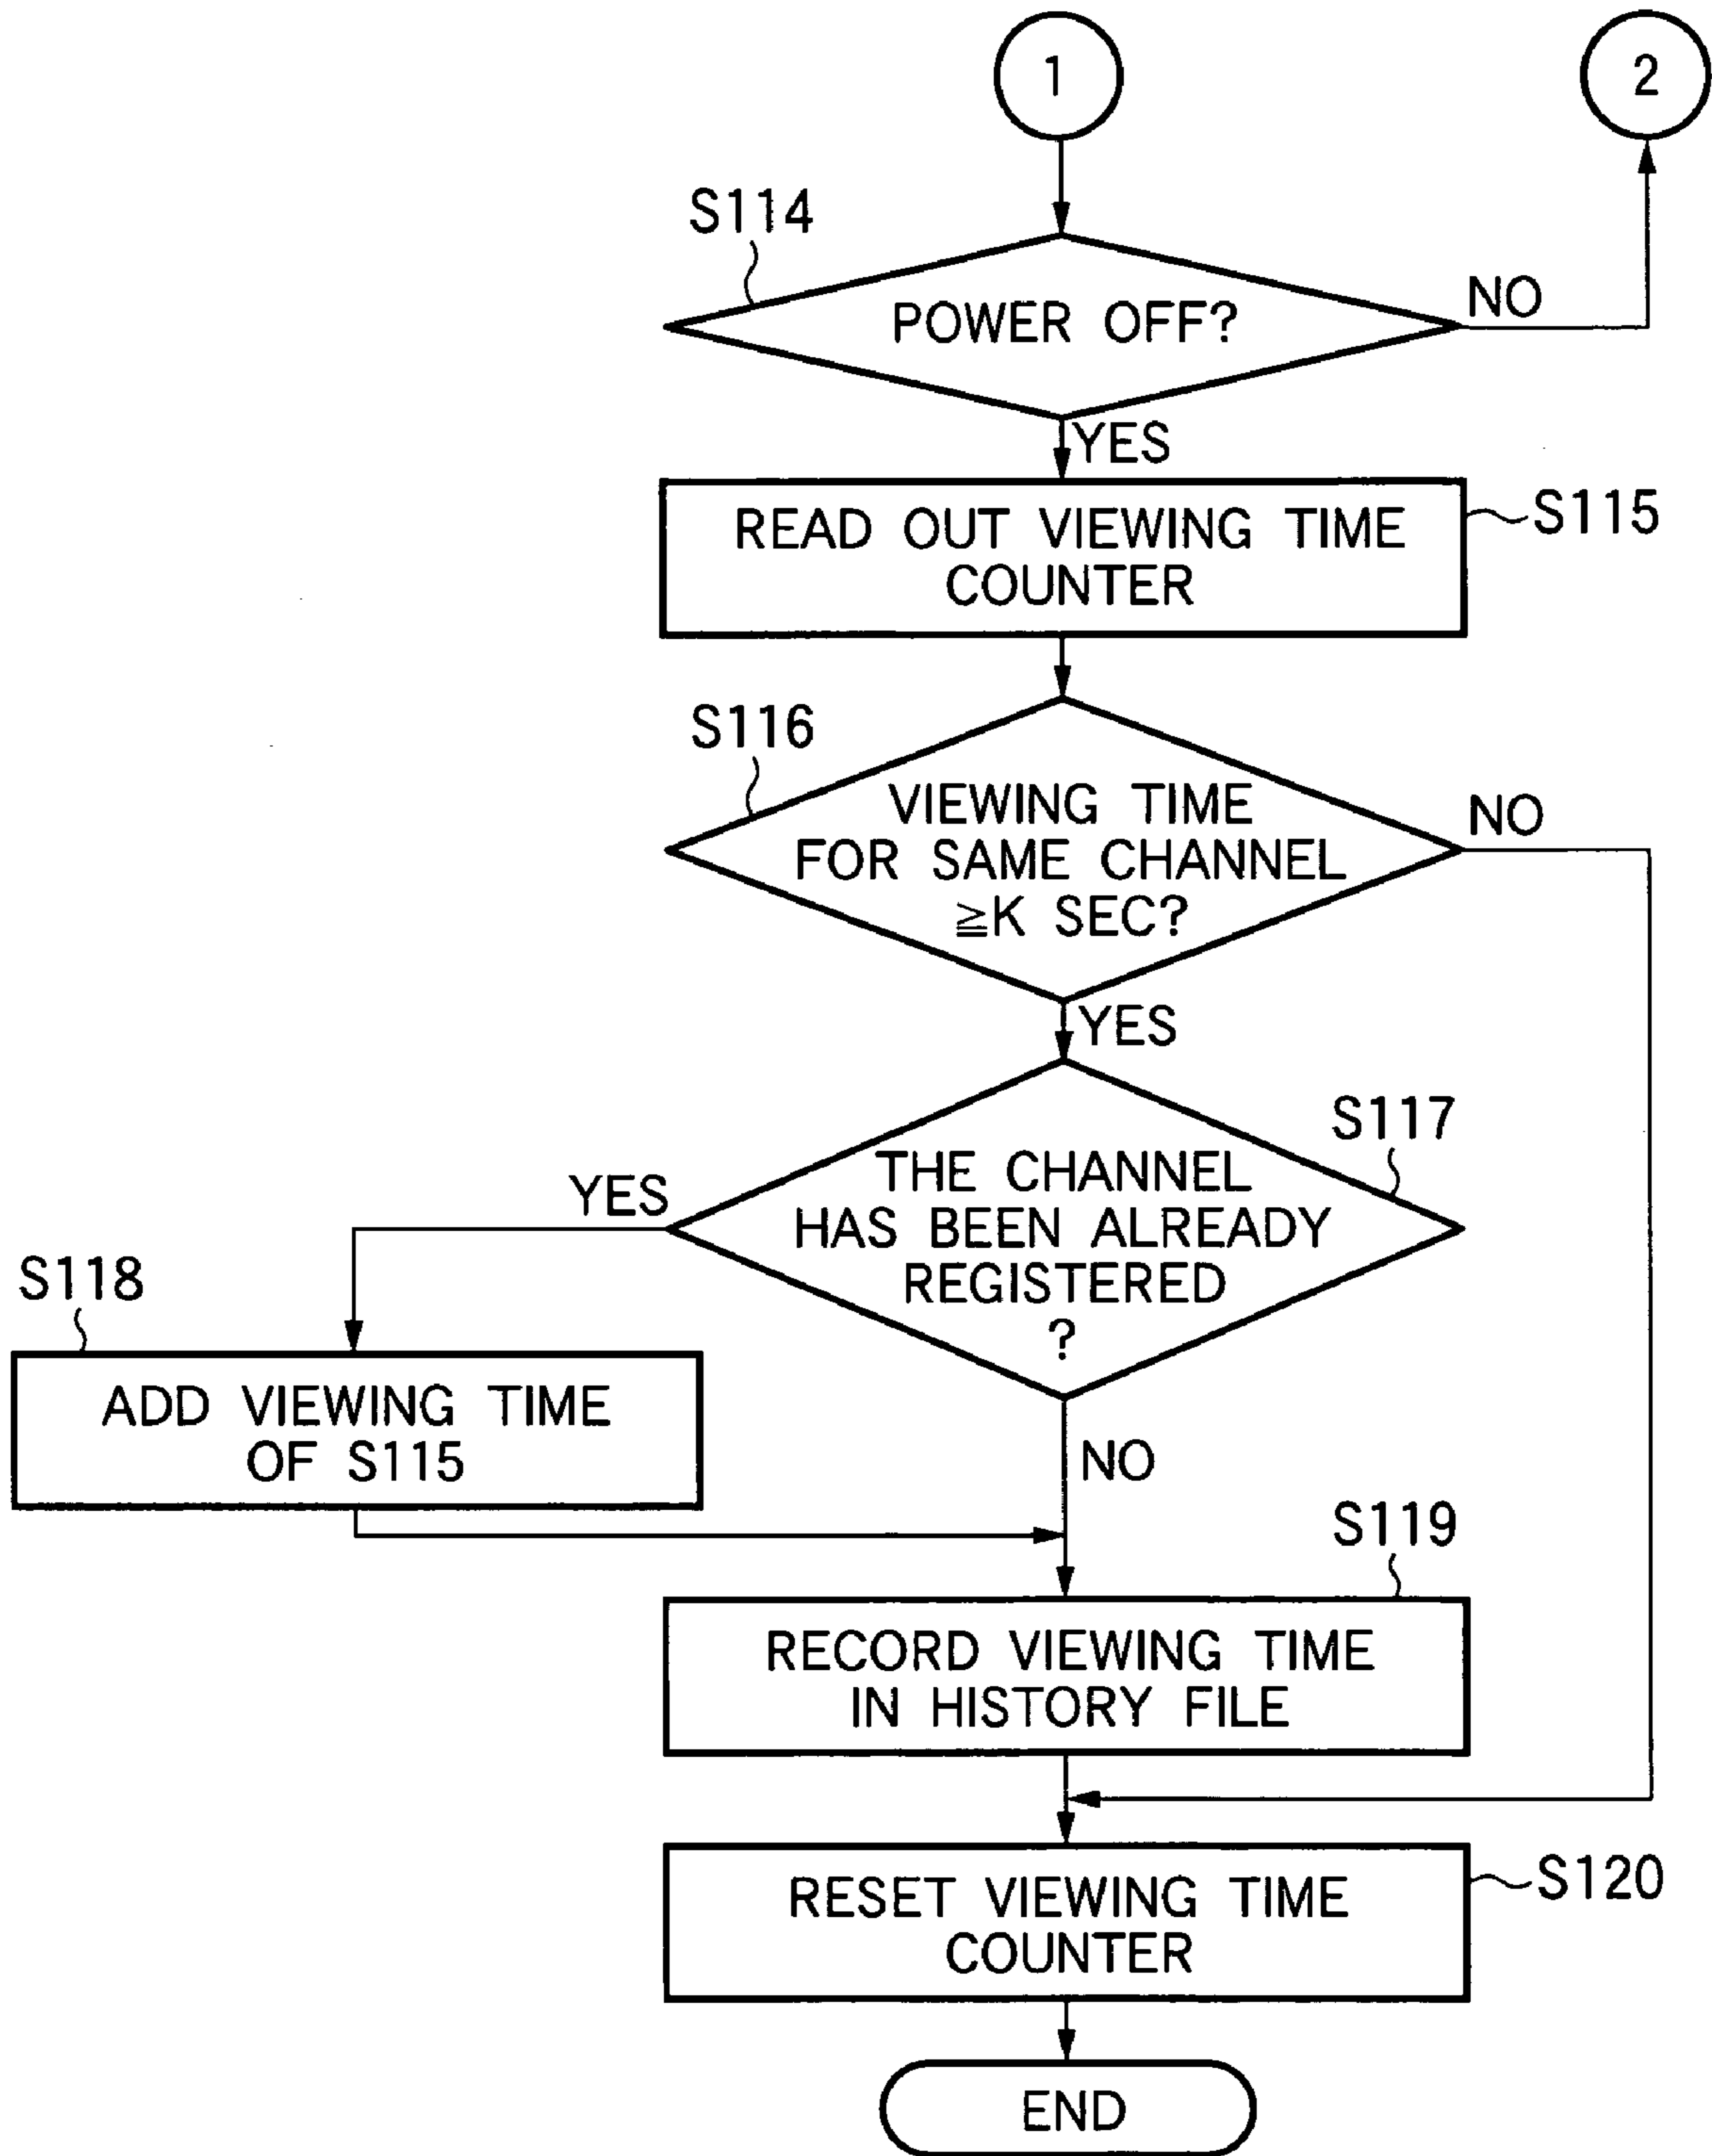 1
2
S114
POWER OFF?
NO
YES
READ OUT VIEWING TIME
COUNTER
S115
S116
VIEWING TIME
FOR SAME CHANNEL
≧K SEC?
NO
YES
S117
THE CHANNEL
HAS BEEN ALREADY
REGISTERED
?
YES
S118
ADD VIEWING TIME
OF S115
NO
S119
RECORD VIEWING TIME
IN HISTORY FILE
RESET VIEWING TIME
COUNTER
S120
END